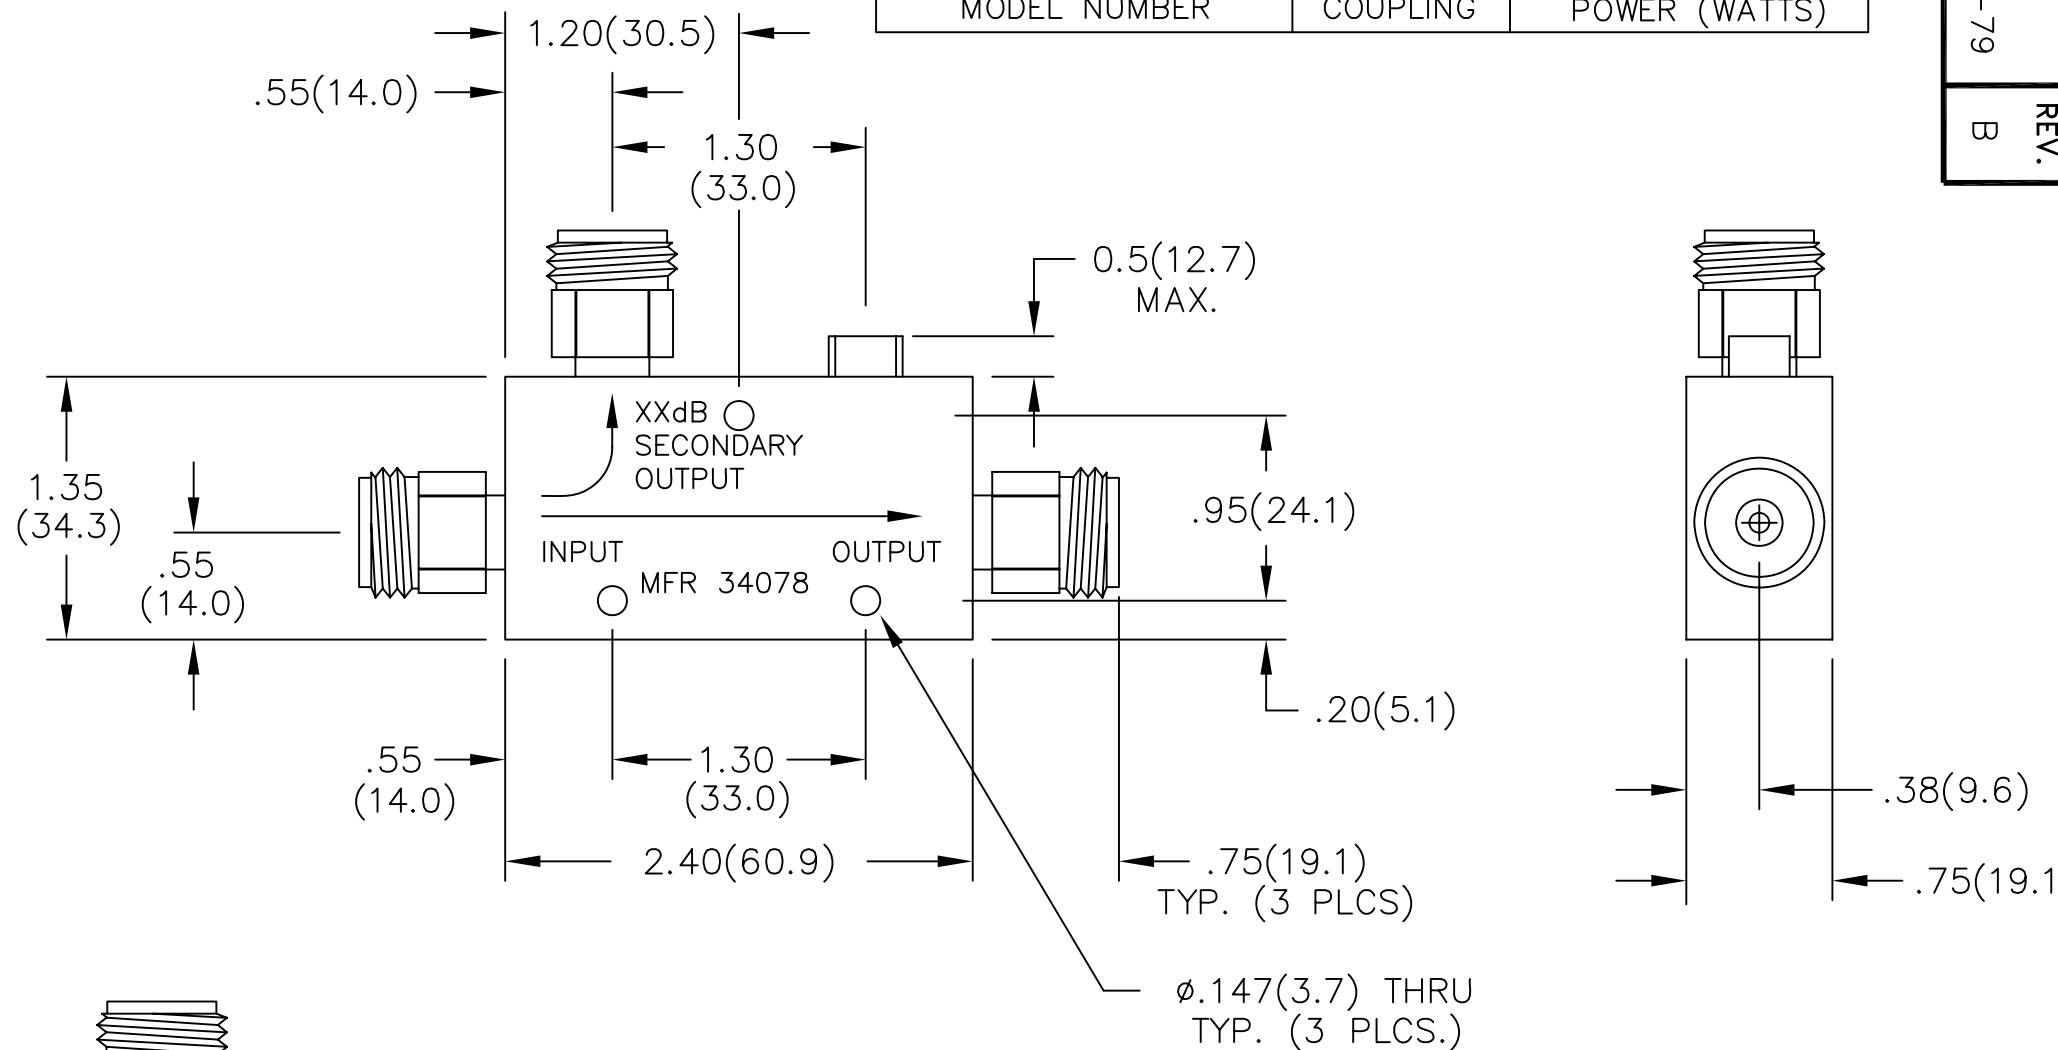 MODEL NUMBER COUPLING POWER (WATTS)
-79
REV.
B
1.20(30.5)
.55(14.0)
1.30
(33.0)
0.5(12.7)
MAX.
XXdB
SECONDARY
OUTPUT
1.35
(34.3)
.55
(14.0)
.95(24.1)
INPUT OUTPUT
MFR 34078
.20(5.1)
.55
(14.0)
1.30
(33.0)
.38(9.6)
2.40(60.9)
.75(19.1)
TYP. (3 PLCS)
.75(19.1
ø.147(3.7) THRU
TYP. (3 PLCS.)